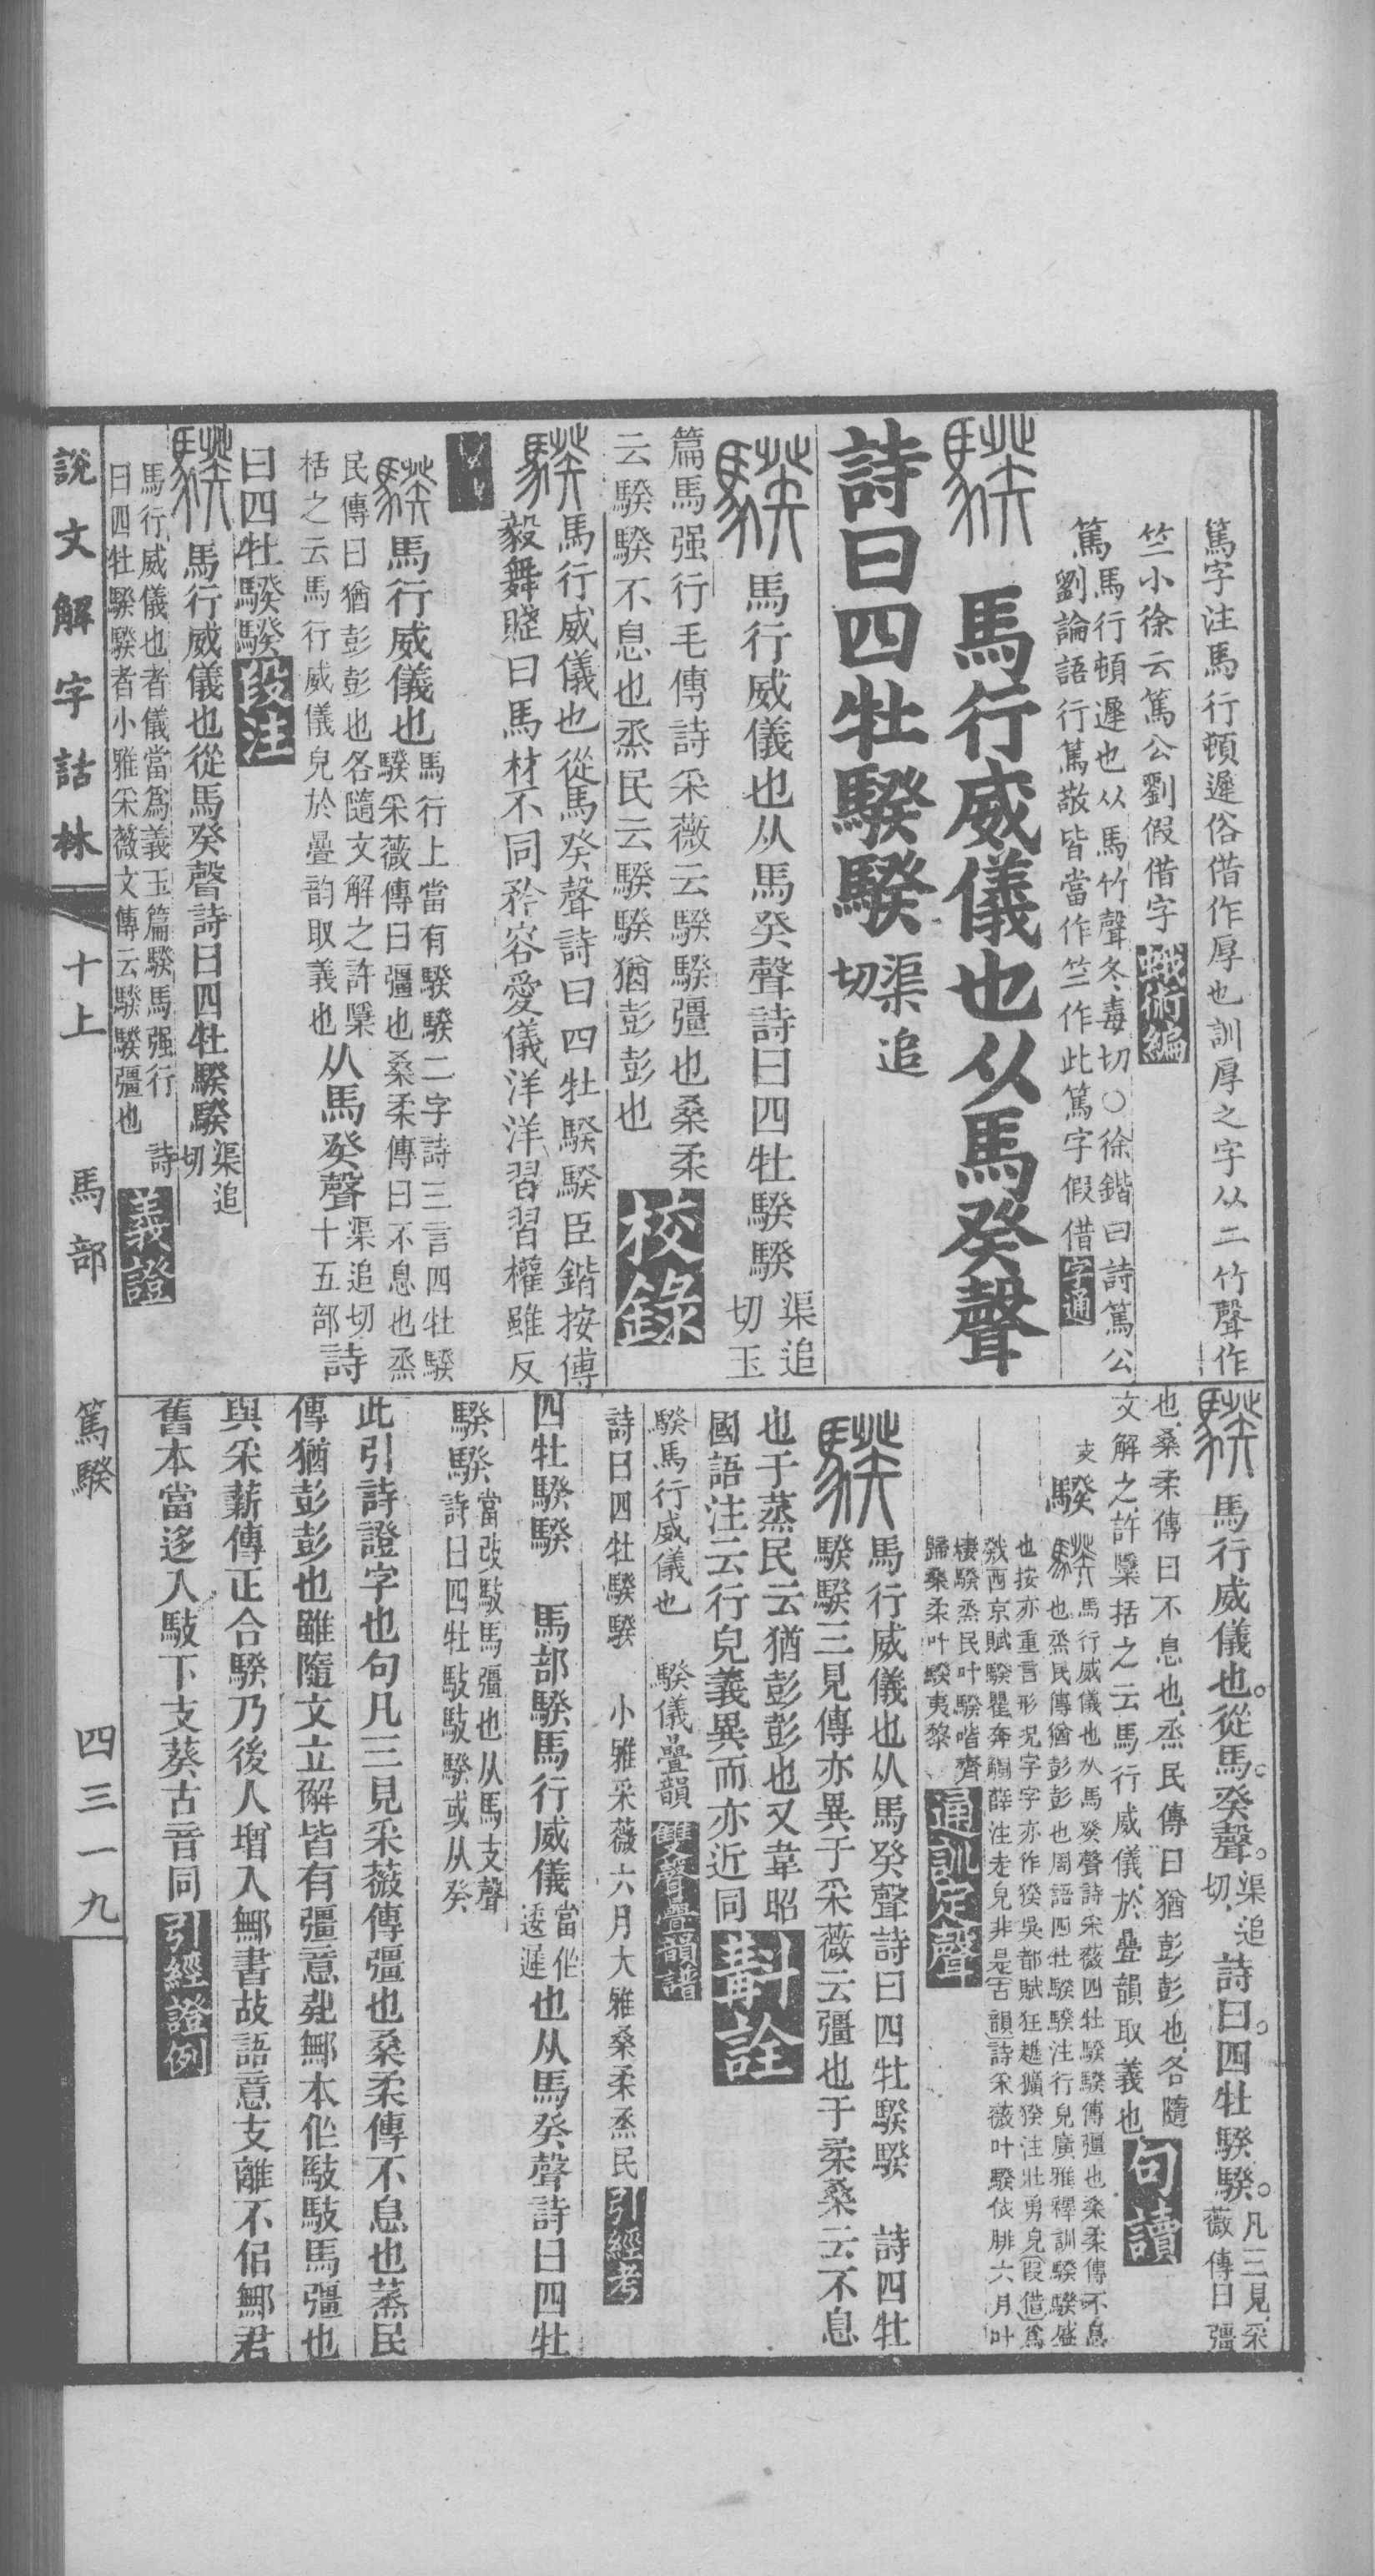 篤字注馬行頓遲俗借作厚也訓厚之字从二竹聲作
竺小徐云篤公劉假借字蛾術編
篤馬行頓遲也从馬竹聲冬毒切○徐鍇曰詩篤公
劉論語行篤敬皆當作竺作此篤字假借字通
馬行威儀也从馬癸聲
詩曰四牡騤騤渠追切
馬行威儀也从馬癸聲詩曰四牡騤騤渠追切玉
篇馬强行毛傳詩采薇云騤騤彊也桑柔
云騤騤不息也烝民云騤騤猶彭彭也校錄
馬行威儀也從馬癸聲詩曰四牡騤騤臣鍇按傅
毅舞賦曰馬材不同矜容愛儀洋洋習習權雖反
馬行威儀也馬行上當有騤騤二字詩三言四牡騤
騤采薇傳曰彊也桑柔傳曰不息也烝
民傳曰猶彭彭也各隨文解之許檃
栝之云馬行威儀皃於疊韵取義也从馬癸聲渠追切十五部詩
曰四牡騤騤段注
馬行威儀也從馬癸聲詩曰四牡騤騤渠追切
馬行威儀也者儀當爲義玉篇騤馬强行詩
曰四牡騤騤者小雅采薇文傳云騤騤彊也義證
馬行威儀也從馬癸聲渠追切詩曰四牡騤騤凡三見采
薇傳曰彊
也桑柔傳曰不息也烝民傳曰猶彭彭也各隨
文解之許檃括之云馬行威儀於疊韻取義也句讀
支騤馬行威儀也从馬癸聲詩采薇四牡騤騤傳彊也桑柔傳不息
也烝民傳猶彭彭也周語四牡騤騤注行皃廣雅釋訓騤騤盛
也按亦重言形況字字亦作猤吳都賦狂趭獷猤注壯勇皃假借爲
西京賦騤瞿奔觸薛注走皃非是古韻詩采薇叶騤依腓六月叶
棲騤烝民叶騤喈齊
歸桑柔叶騤夷黎通訓定聲
馬行威儀也从馬癸聲詩曰四牡騤騤　詩四牡
騤騤三見傳亦異于采薇云彊也于柔桑云不息
也于蒸民云猶彭彭也又韋昭
國語注云行皃義異而亦近同斠詮
騤馬行威儀也　騤儀疊韻雙聲疊韻譜
詩曰四牡騤騤　小雅采薇六月大雅桑柔烝民引經考
四牡騤騤　馬部騤馬行威儀當作逶遲也从馬癸聲詩曰四牡
騤騤當改馶馬彊也从馬支聲
詩曰四牡馶馶騤或从癸
此引詩證字也句凡三見采薇傳彊也桑柔傳不息也蒸民
傳猶彭彭也雖隨文立解皆有彊意䓴鄦本作馶馶馬彊也
與采薪傳正合騤乃後人增入鄦書故語意支離不侣鄦君
舊本當迻入馶下支葵古音同引經證例
說文解字詁林　十上　馬部　篤騤　四三一九